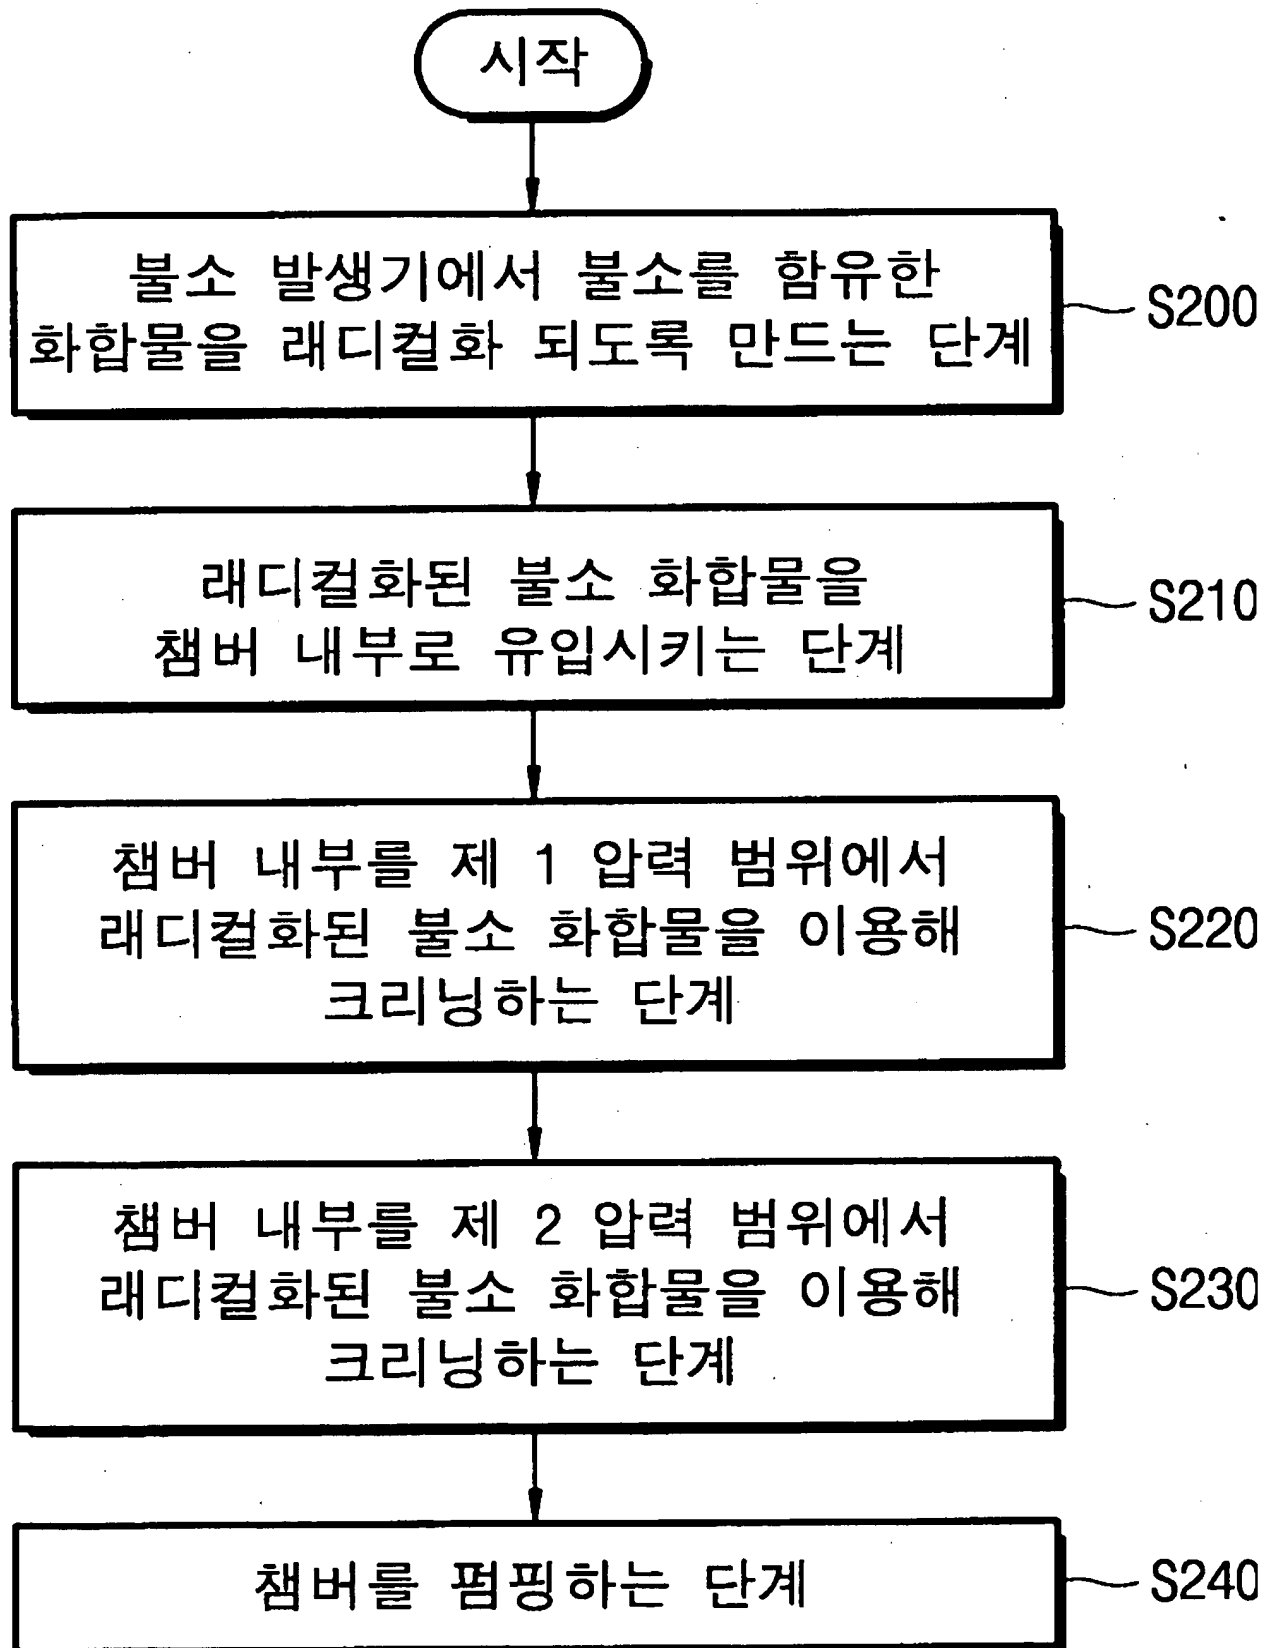 시작
불소 발생기에서 불소를 함유한
화합물을 래디컬화 되도록 만드는 단계
S200
래디컬화된 불소 화합물을
챔버 내부로 유입시키는 단계
S210
챔버 내부를 제 1 압력 범위에서
래디컬화된 불소 화합물을 이용해
크리닝하는 단계
S220
챔버 내부를 제 2 압력 범위에서
래디컬화된 불소 화합물을 이용해
크리닝하는 단계
S230
챔버를 펌핑하는 단계
S240